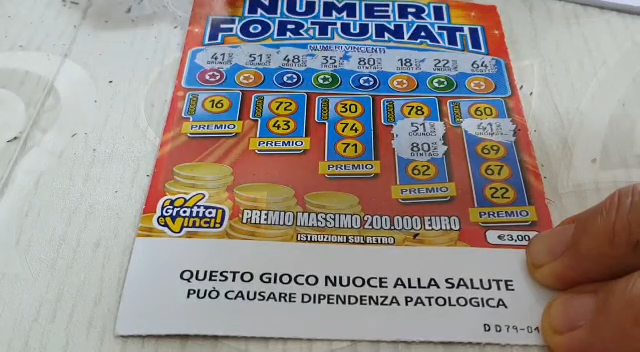 NUMERI
FORTUNATI
NUMERI VINCENTI
41 51 48 35 80 18 22 64
16 72 30 78 60
43 74 51 41
71 80 69
62 67
22
PREMIO PREMIO PREMIO PREMIO PREMIO
Gratta e Vinci!
PREMIO MASSIMO 200.000 EURO
ISTRUZIONI SUL RETRO
€3,00
QUESTO GIOCO NUOCE ALLA SALUTE
PUÒ CAUSARE DIPENDENZA PATOLOGICA
DD79-04